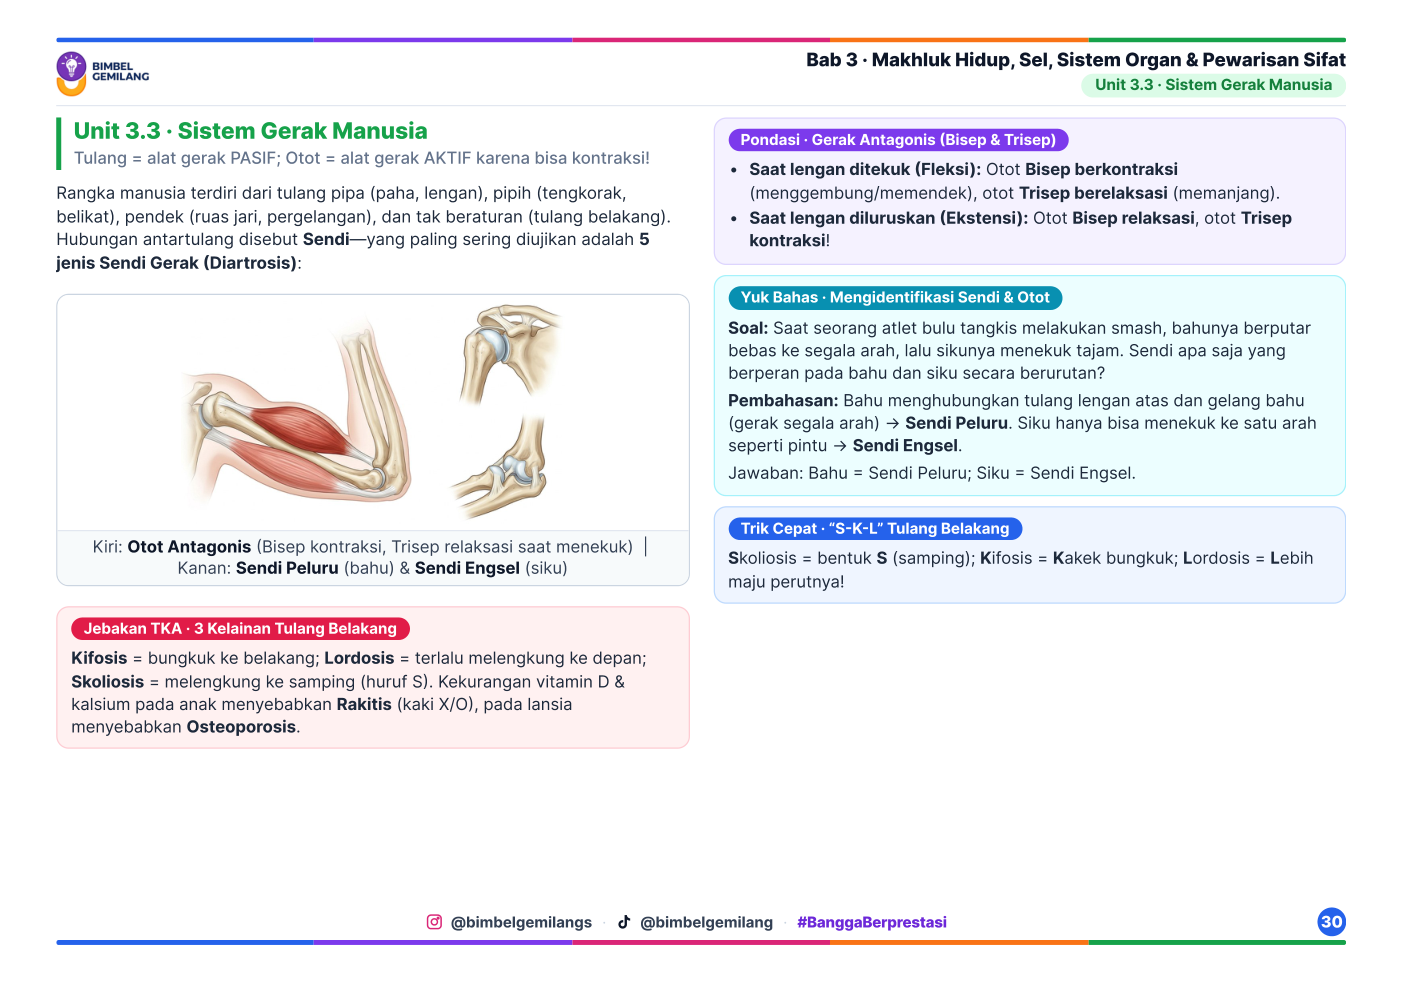 BIMBEL
GEMILANG
Bab 3 · Makhluk Hidup, Sel, Sistem Organ & Pewarisan Sifat
Unit 3.3 · Sistem Gerak Manusia
Unit 3.3 · Sistem Gerak Manusia
Tulang = alat gerak PASIF; Otot = alat gerak AKTIF karena bisa kontraksi!
Rangka manusia terdiri dari tulang pipa (paha, lengan), pipih (tengkorak,
belikat), pendek (ruas jari, pergelangan), dan tak beraturan (tulang belakang).
Hubungan antartulang disebut Sendi—yang paling sering diujikan adalah 5
jenis Sendi Gerak (Diartrosis):
Kiri: Otot Antagonis (Bisep kontraksi, Trisep relaksasi saat menekuk) |
Kanan: Sendi Peluru (bahu) & Sendi Engsel (siku)
Jebakan TKA · 3 Kelainan Tulang Belakang
Kifosis = bungkuk ke belakang; Lordosis = terlalu melengkung ke depan;
Skoliosis = melengkung ke samping (huruf S). Kekurangan vitamin D &
kalsium pada anak menyebabkan Rakitis (kaki X/O), pada lansia
menyebabkan Osteoporosis.
Pondasi · Gerak Antagonis (Bisep & Trisep)
• Saat lengan ditekuk (Fleksi): Otot Bisep berkontraksi
(menggembung/memendek), otot Trisep berelaksasi (memanjang).
• Saat lengan diluruskan (Ekstensi): Otot Bisep relaksasi, otot Trisep
kontraksi!
Yuk Bahas · Mengidentifikasi Sendi & Otot
Soal: Saat seorang atlet bulu tangkis melakukan smash, bahunya berputar
bebas ke segala arah, lalu sikunya menekuk tajam. Sendi apa saja yang
berperan pada bahu dan siku secara berurutan?
Pembahasan: Bahu menghubungkan tulang lengan atas dan gelang bahu
(gerak segala arah) → Sendi Peluru. Siku hanya bisa menekuk ke satu arah
seperti pintu → Sendi Engsel.
Jawaban: Bahu = Sendi Peluru; Siku = Sendi Engsel.
Trik Cepat · “S-K-L” Tulang Belakang
Skoliosis = bentuk S (samping); Kifosis = Kakek bungkuk; Lordosis = Lebih
maju perutnya!
@bimbelgemilangs · @bimbelgemilang · #BanggaBerprestasi
30